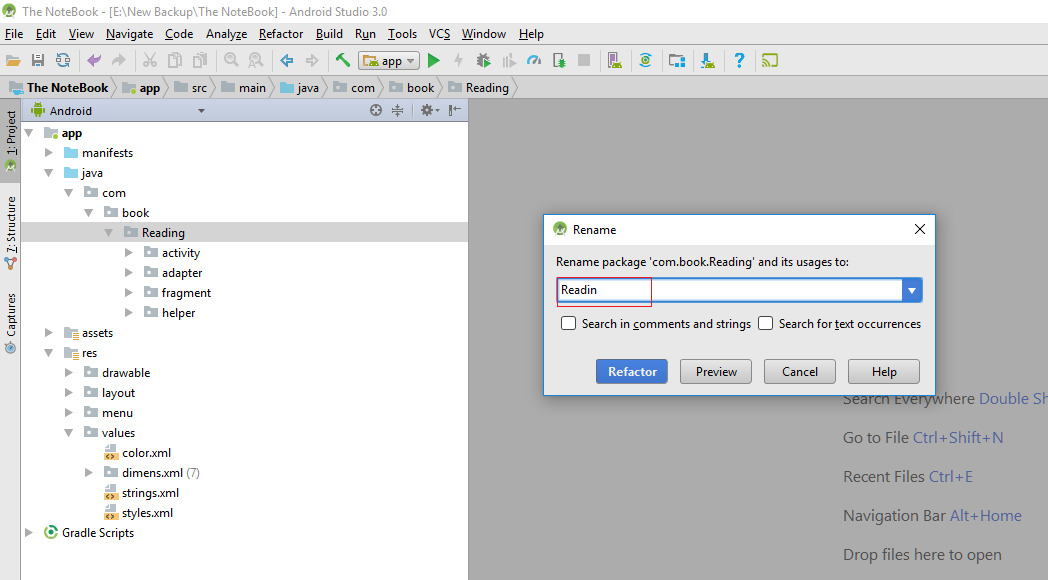 The NoteBook - [E:\New Backup\The NoteBook] - Android Studio 3.0
File Edit View Navigate Code Analyze Refactor Build Run Tools VCS Window Help
app
The NoteBook app src main java com book Reading
1: Project
Z: Structure
Captures
Android
app
manifests
java
com
book
Reading
activity
adapter
fragment
helper
assets
res
drawable
layout
menu
values
color.xml
dimens.xml (7)
strings.xml
styles.xml
Gradle Scripts
Rename
Rename package 'com.book.Reading' and its usages to:
Readin
Search in comments and strings Search for text occurrences
Refactor Preview Cancel Help
Search Everywhere Double Sh
Go to File Ctrl+Shift+N
Recent Files Ctrl+E
Navigation Bar Alt+Home
Drop files here to open